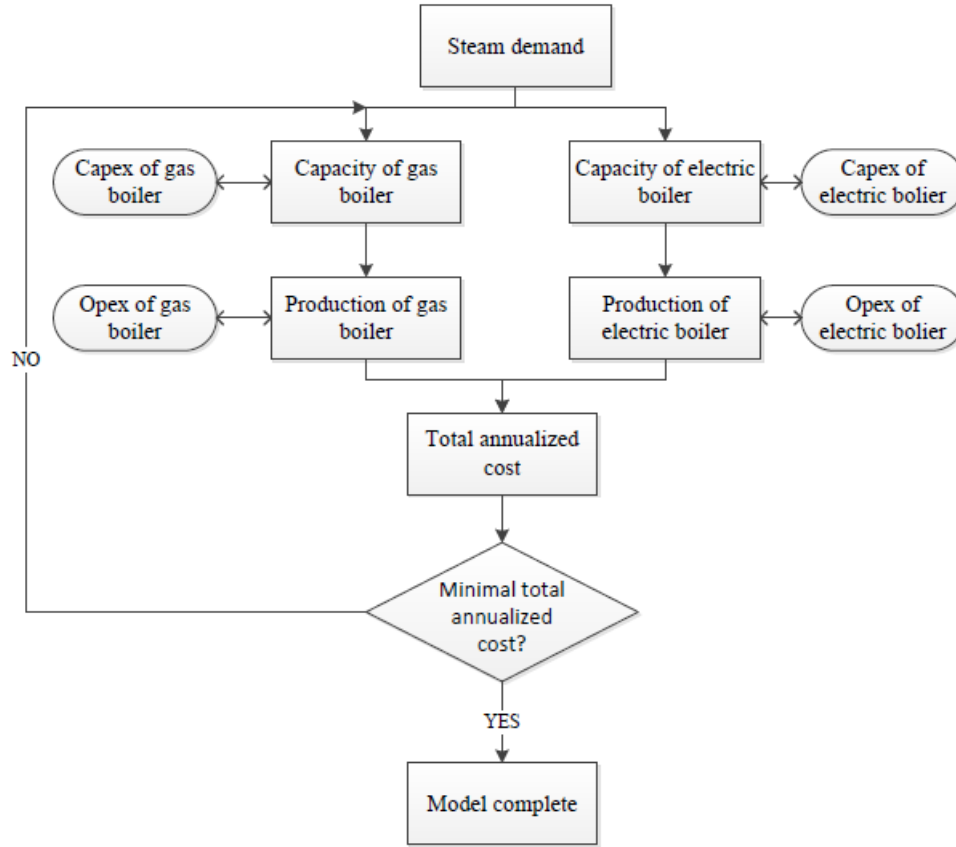 Steam demand
Capex of gas
boiler
Capacity of gas
boiler
Capacity of electric
boiler
Capex of
electric bolier
Opex of gas
boiler
Production of gas
boiler
Production of
electric boiler
Opex of
electric bolier
NO
Total annualized
cost
Minimal total
annualized
cost?
YES
Model complete